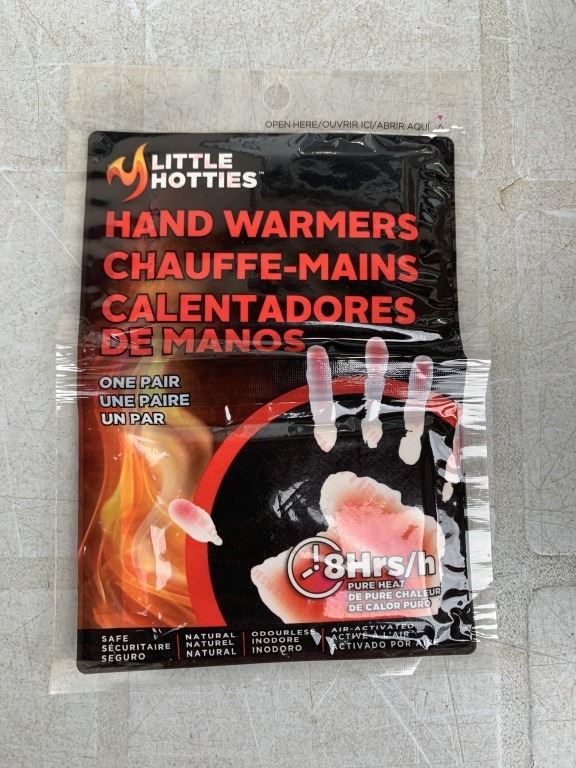 OPEN HERE/OUVRIR ICI/ABRIR AQUÍ
LITTLE
HOTTIES™
HAND WARMERS
CHAUFFE-MAINS
CALENTADORES
DE MANOS
ONE PAIR
UNE PAIRE
UN PAR
8Hrs/h
PURE HEAT
DE PURE CHALEUR
DE CALOR PURO
SAFE
SÉCURITAIRE
SEGURO
NATURAL
NATUREL
NATURAL
ODOURLESS
INODORE
INODORO
AIR-ACTIVATED
ACTIVÉ À L'AIR
ACTIVADO POR AIRE